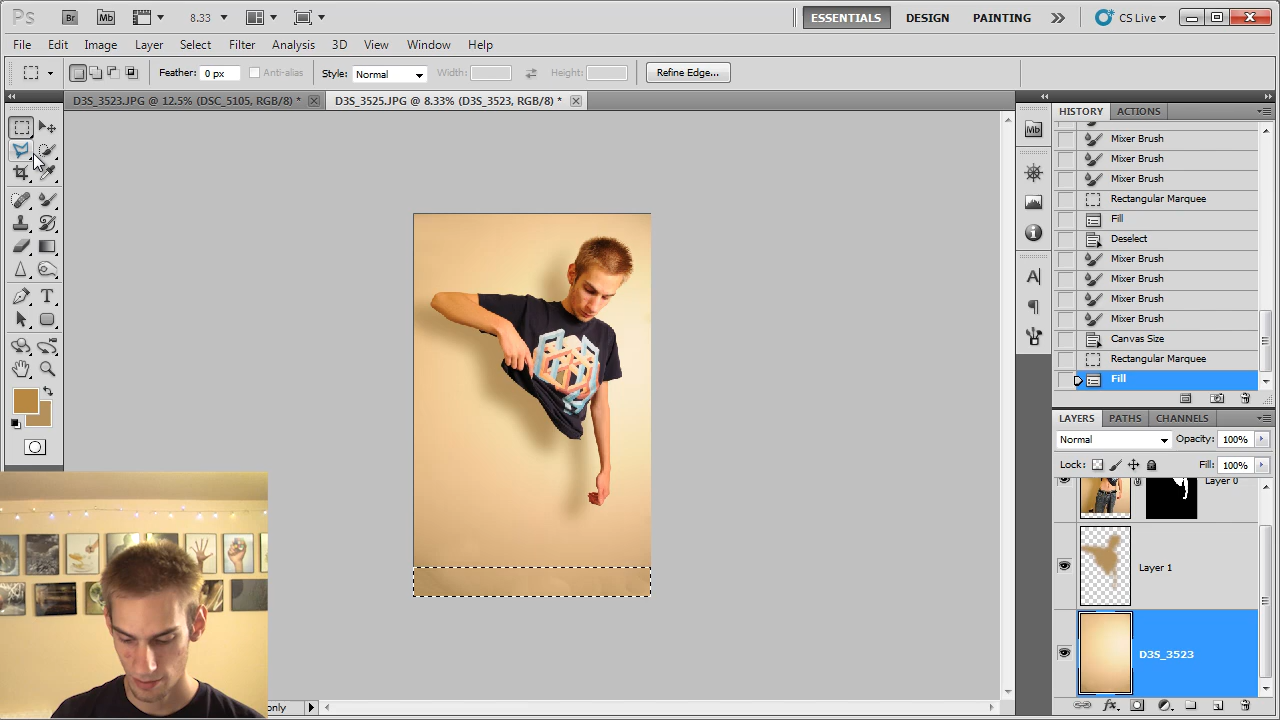 Ps Br Mb 8.33 ESSENTIALS DESIGN PAINTING CS Live
File Edit Image Layer Select Filter Analysis 3D View Window Help
Feather: 0 px Anti-alias Style: Normal Width: Height: Refine Edge...
D3S_3523.JPG @ 12.5% (DSC_5105, RGB/8) * D3S_3525.JPG @ 8.33% (D3S_3523, RGB/8) *
HISTORY ACTIONS
Mb
Mixer Brush
Mixer Brush
Mixer Brush
Rectangular Marquee
Fill
Deselect
Mixer Brush
Mixer Brush
Mixer Brush
Mixer Brush
Canvas Size
Rectangular Marquee
Fill
LAYERS PATHS CHANNELS
Normal Opacity: 100%
Lock: Fill: 100%
Layer 0
Layer 1
D3S_3523
only